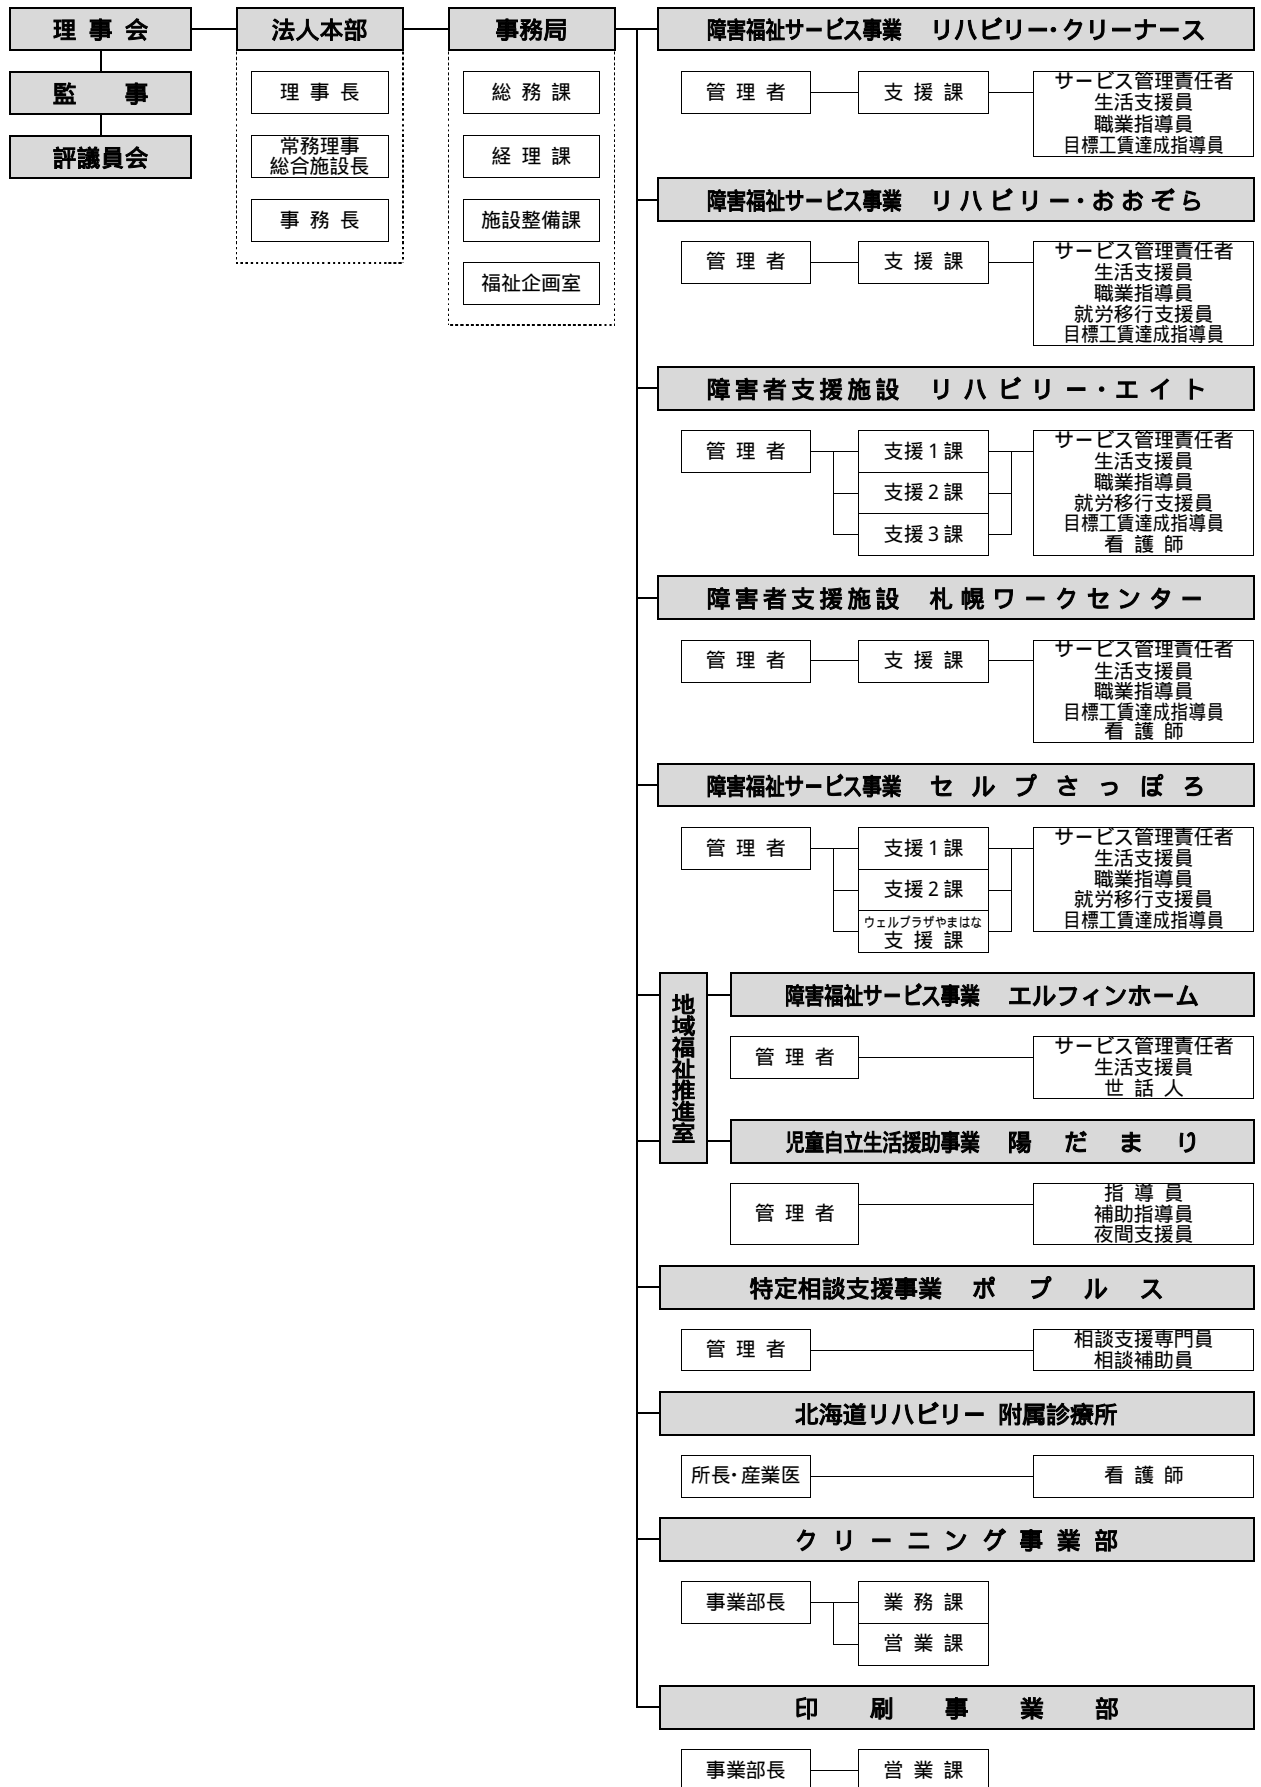 理事会
監事
評議員会
法人本部
理事長
常務理事
総合施設長
事務長
事務局
総務課
経理課
施設整備課
福祉企画室
障害福祉サービス事業 リハビリー・クリーナース
管理者
支援課
サービス管理責任者
生活支援員
職業指導員
目標工賃達成指導員
障害福祉サービス事業 リハビリー・おおぞら
管理者
支援課
サービス管理責任者
生活支援員
職業指導員
就労移行支援員
目標工賃達成指導員
障害者支援施設 リハビリー・エイト
管理者
支援1課
支援2課
支援3課
サービス管理責任者
生活支援員
職業指導員
就労移行支援員
目標工賃達成指導員
看護師
障害者支援施設 札幌ワークセンター
管理者
支援課
サービス管理責任者
生活支援員
職業指導員
目標工賃達成指導員
看護師
障害福祉サービス事業 セルプさっぽろ
管理者
支援1課
支援2課
ウェルプラザやまはな
支援課
サービス管理責任者
生活支援員
職業指導員
就労移行支援員
目標工賃達成指導員
地域福祉推進室
障害福祉サービス事業 エルフィンホーム
管理者
サービス管理責任者
生活支援員
世話人
児童自立生活援助事業 陽だまり
管理者
指導員
補助指導員
夜間支援員
特定相談支援事業 ポプルス
管理者
相談支援専門員
相談補助員
北海道リハビリー 附属診療所
所長・産業医
看護師
クリーニング事業部
事業部長
業務課
営業課
印刷事業部
事業部長
営業課